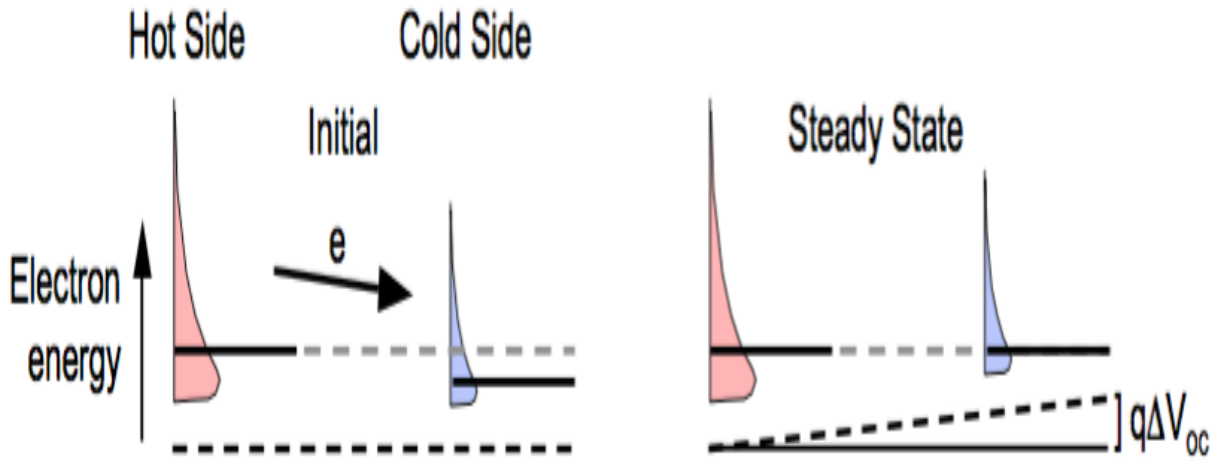 Hot Side
Cold Side
Initial
e
Electron
energy
Steady State
qΔV_OC